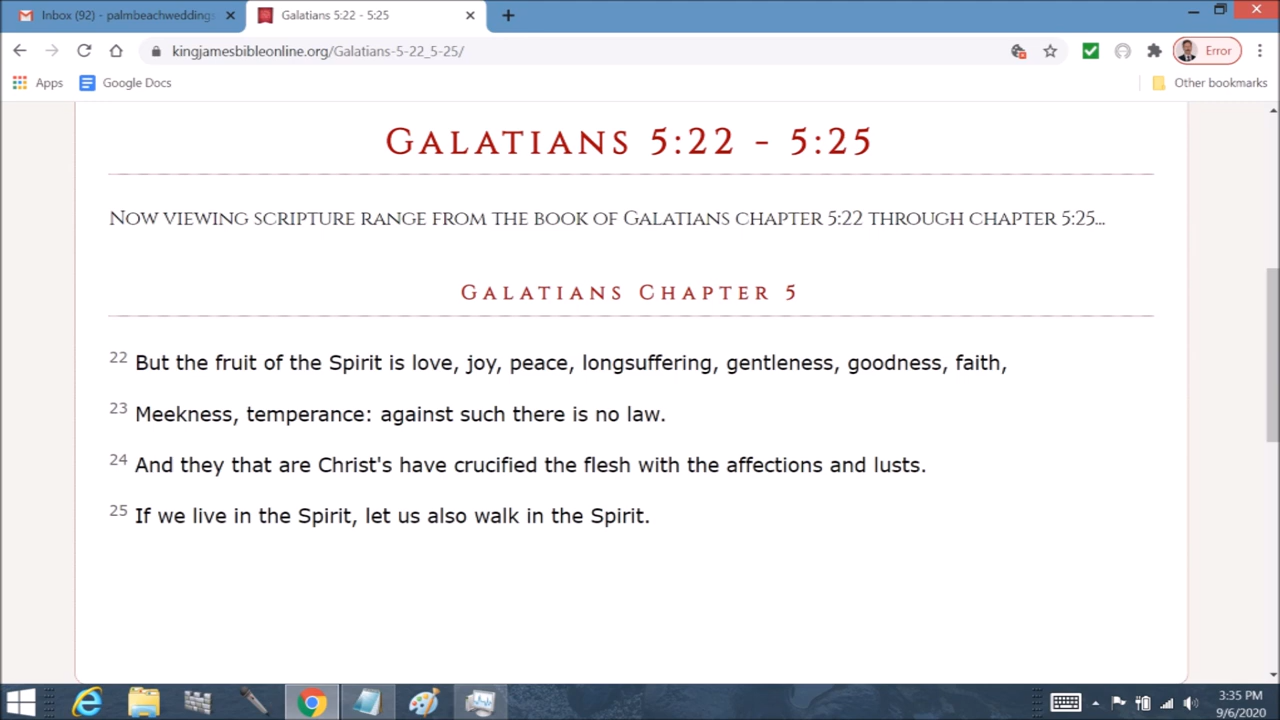 Inbox (92) - palmbeachwedding
Galatians 5:22 - 5:25
kingjamesbibleonline.org/Galatians-5-22_5-25/
Error
Apps
Google Docs
Other bookmarks
Galatians 5:22 - 5:25
Now viewing scripture range from the book of Galatians chapter 5:22 through chapter 5:25...
Galatians Chapter 5
22 But the fruit of the Spirit is love, joy, peace, longsuffering, gentleness, goodness, faith,
23 Meekness, temperance: against such there is no law.
24 And they that are Christ's have crucified the flesh with the affections and lusts.
25 If we live in the Spirit, let us also walk in the Spirit.
3:35 PM
9/6/2020